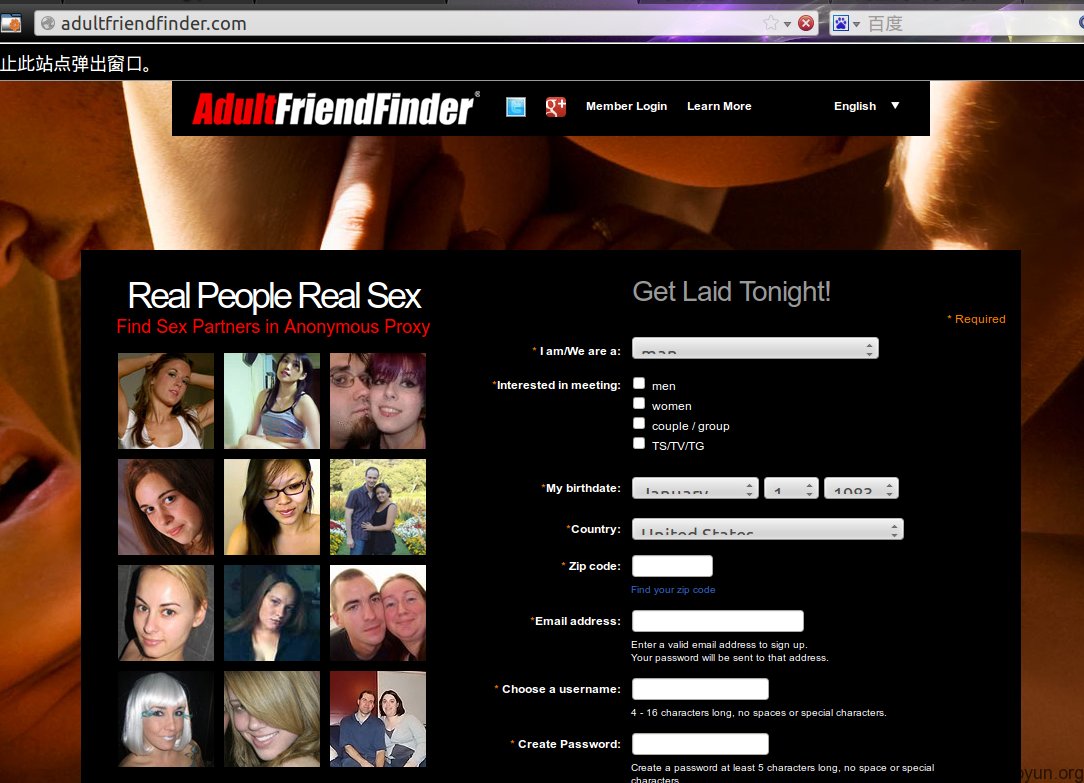 adultfriendfinder.com
百度
止此站点弹出窗口。
AdultFriendFinder®
g+
Member Login
Learn More
English
Real People Real Sex
Find Sex Partners in Anonymous Proxy
Get Laid Tonight!
* Required
* I am/We are a:
man
*Interested in meeting:
men
women
couple / group
TS/TV/TG
*My birthdate:
January
1
1983
*Country:
United States
* Zip code:
Find your zip code
*Email address:
Enter a valid email address to sign up.
Your password will be sent to that address.
* Choose a username:
4 - 16 characters long, no spaces or special characters.
* Create Password:
Create a password at least 5 characters long, no space or special
characters